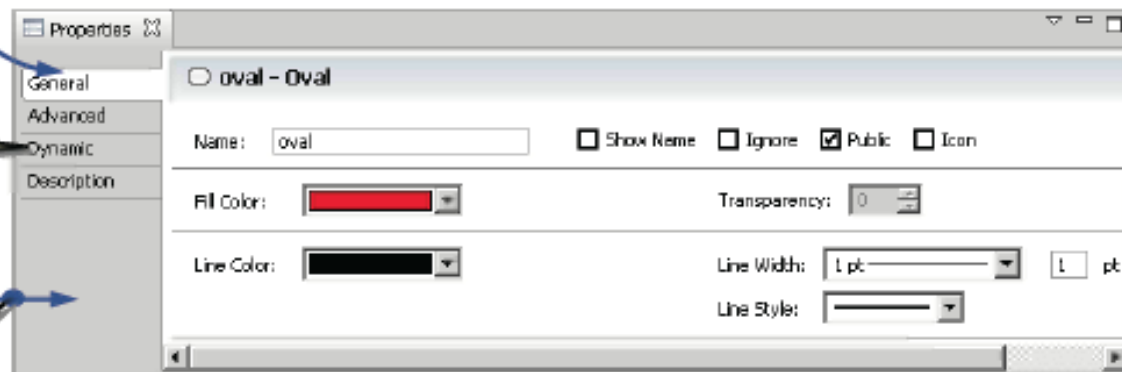 Properties
General
oval - Oval
Advanced
Name: oval Show Name Ignore Public Icon
Dynamic
Description
Fill Color: Transparency: 0
Line Color: Line Width: 1 pt 1 pt
Line Style: